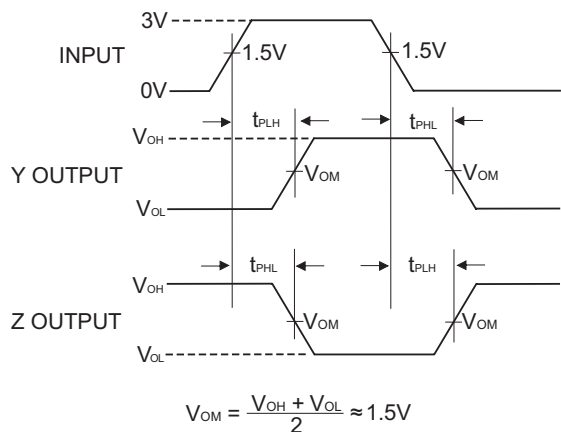 3V
INPUT
1.5V
1.5V
0V
tPLH
tPHL
VOH
Y OUTPUT
VOM
VOM
VOL
tPHL
tPLH
VOH
Z OUTPUT
VOM
VOM
VOL
VOM = VOH + VOL / 2 ≈ 1.5V